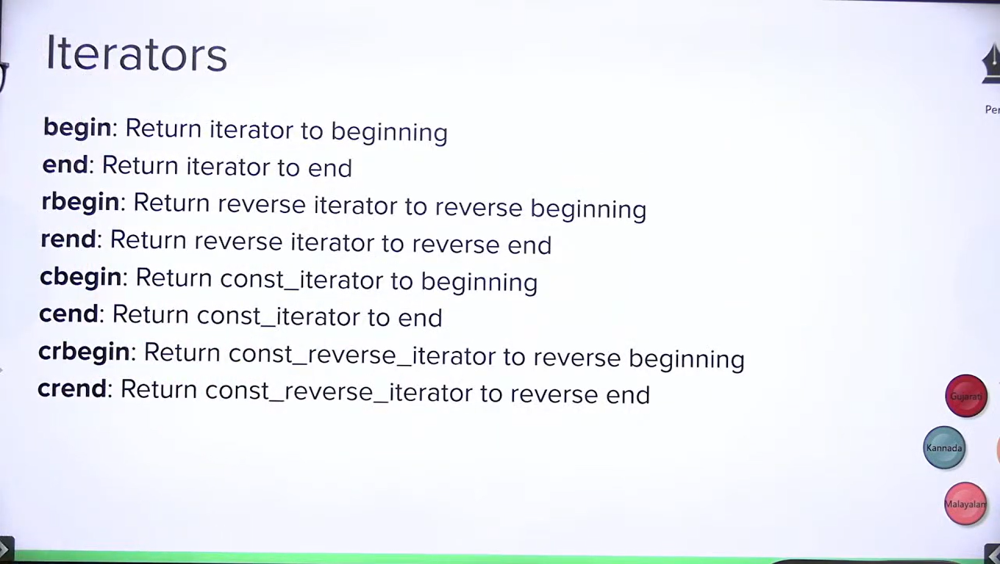 Iterators
begin: Return iterator to beginning
end: Return iterator to end
rbegin: Return reverse iterator to reverse beginning
rend: Return reverse iterator to reverse end
cbegin: Return const_iterator to beginning
cend: Return const_iterator to end
crbegin: Return const_reverse_iterator to reverse beginning
crend: Return const_reverse_iterator to reverse end
Gujarati
Kannada
Malayalam